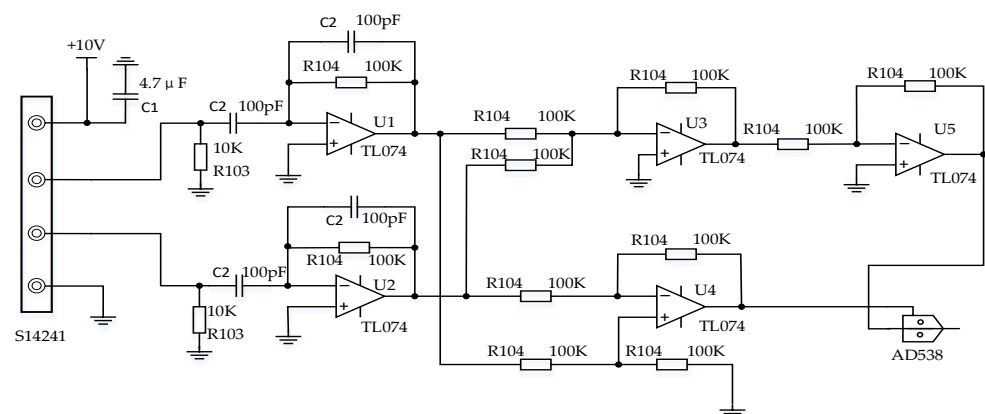 C2 100pF
+10V
R104 100K
R104 100K
R104 100K
4.7 μF
C1
C2 100pF
U1
R104 100K
U3
R104 100K
U5
10K
R103
TL074
R104 100K
TL074
TL074
C2 100pF
R104 100K
R104 100K
C2 100pF
U2
R104 100K
U4
10K
R103
TL074
TL074
S14241
R104 100K
R104 100K
AD538